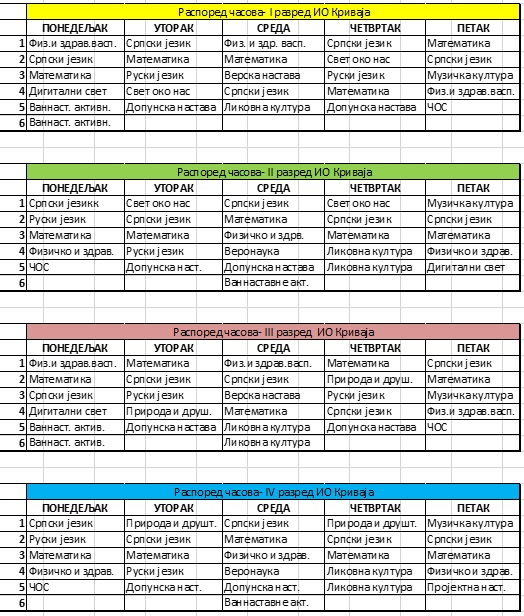 Распоред часова- I разред ИО Криваја
ПОНЕДЕЉАК УТОРАК СРЕДА ЧЕТВРТАК ПЕТАК
1 Физ.и здрав.васп. Српски језик Физ. и здр. васп. Српски језик Математика
2 Српски језик Математика Математика Свет око нас Српски језик
3 Математика Руски језик Верска настава Руски језик Музичка култура
4 Дигитални свет Свет око нас Српски језик Математика Физ.и здрав.васп.
5 Ваннаст. активн. Допунска настава Ликовна култура Допунска настава ЧОС
6 Ваннаст. активн.
Распоред часова- II разред ИО Криваја
ПОНЕДЕЉАК УТОРАК СРЕДА ЧЕТВРТАК ПЕТАК
1 Српски језикк Свет око нас Српски језик Свет око нас Музичка култура
2 Руски језик Српски језик Математика Српски језик Српски језик
3 Математика Математика Физичко и здрв. Математика Математика
4 Физичко и здрав. Руски језик Веронаука Ликовна култура Физичко и здрав.
5 ЧОС Допунска наст. Допунска настава Ликовна култура Дигитални свет
6 Ваннаставне акт.
Распоред часова- III разред ИО Криваја
ПОНЕДЕЉАК УТОРАК СРЕДА ЧЕТВРТАК ПЕТАК
1 Физ.и здрав.васп. Математика Физ.и здрав.васп. Математика Српски језик
2 Математика Српски језик Српски језик Природа и друш. Математика
3 Српски језик Руски језик Верска настава Руски језик Музичка култура
4 Дигитални свет Природа и друш. Математика Српски језик Физ.и здрав.васп.
5 Ваннаст. актив. Допунска настава Ликовна култура Допунска настава ЧОС
6 Ваннаст. актив. Ликовна култура
Распоред часова- IV разред ИО Криваја
ПОНЕДЕЉАК УТОРАК СРЕДА ЧЕТВРТАК ПЕТАК
1 Српски језик Природа и друшт. Српски језик Природа и друшт. Музичка култура
2 Руски језик Српски језик Математика Српски језик Српски језик
3 Математика Математика Физичко и здрав. Математика Математика
4 Физичко и здрав. Руски језик Веронаука Ликовна култура Физичко и здрав.
5 ЧОС Допунска наст. Допунска наст. Ликовна култура Пројектна наст.
6 Ваннаставне акт.